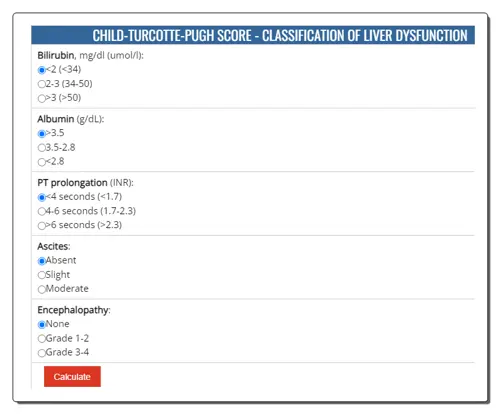 CHILD-TURCOTTE-PUGH SCORE - CLASSIFICATION OF LIVER DYSFUNCTION
Bilirubin, mg/dl (umol/l):
<2 (<34)
2-3 (34-50)
>3 (>50)
Albumin (g/dL):
>3.5
3.5-2.8
<2.8
PT prolongation (INR):
<4 seconds (<1.7)
4-6 seconds (1.7-2.3)
>6 seconds (>2.3)
Ascites:
Absent
Slight
Moderate
Encephalopathy:
None
Grade 1-2
Grade 3-4
Calculate